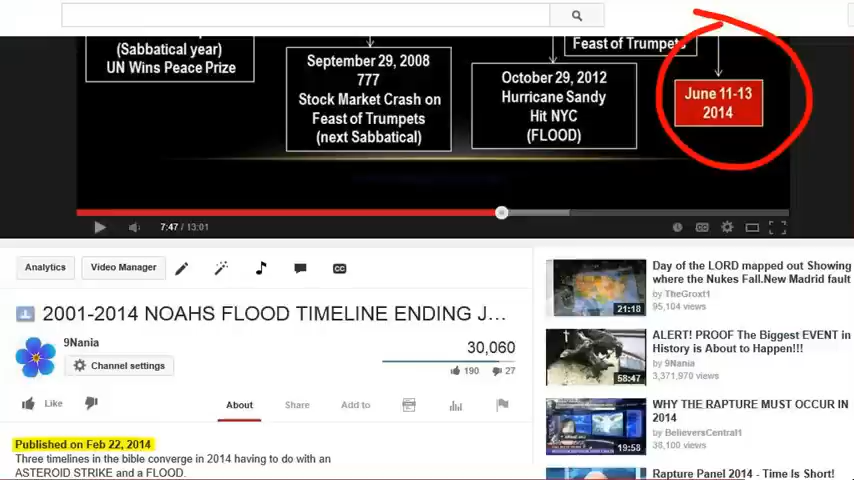 (Sabbatical year)
UN Wins Peace Prize
September 29, 2008
777
Stock Market Crash on
Feast of Trumpets
(next Sabbatical)
Feast of Trumpets
October 29, 2012
Hurricane Sandy
Hit NYC
(FLOOD)
June 11-13
2014
7:47 / 13:01
Analytics
Video Manager
CC
2001-2014 NOAHS FLOOD TIMELINE ENDING J...
9Nania
Channel settings
30,060
190
27
Like
About
Share
Add to
Published on Feb 22, 2014
Three timelines in the bible converge in 2014 having to do with an
ASTEROID STRIKE and a FLOOD.
21:18
Day of the LORD mapped out Showing
where the Nukes Fall.New Madrid fault
by TheGroxt1
95,104 views
58:47
ALERT! PROOF The Biggest EVENT in
History is About to Happen!!!
by 9Nania
3,371,970 views
19:58
WHY THE RAPTURE MUST OCCUR IN
2014
by BelieversCentral1
38,100 views
Rapture Panel 2014 - Time Is Short!